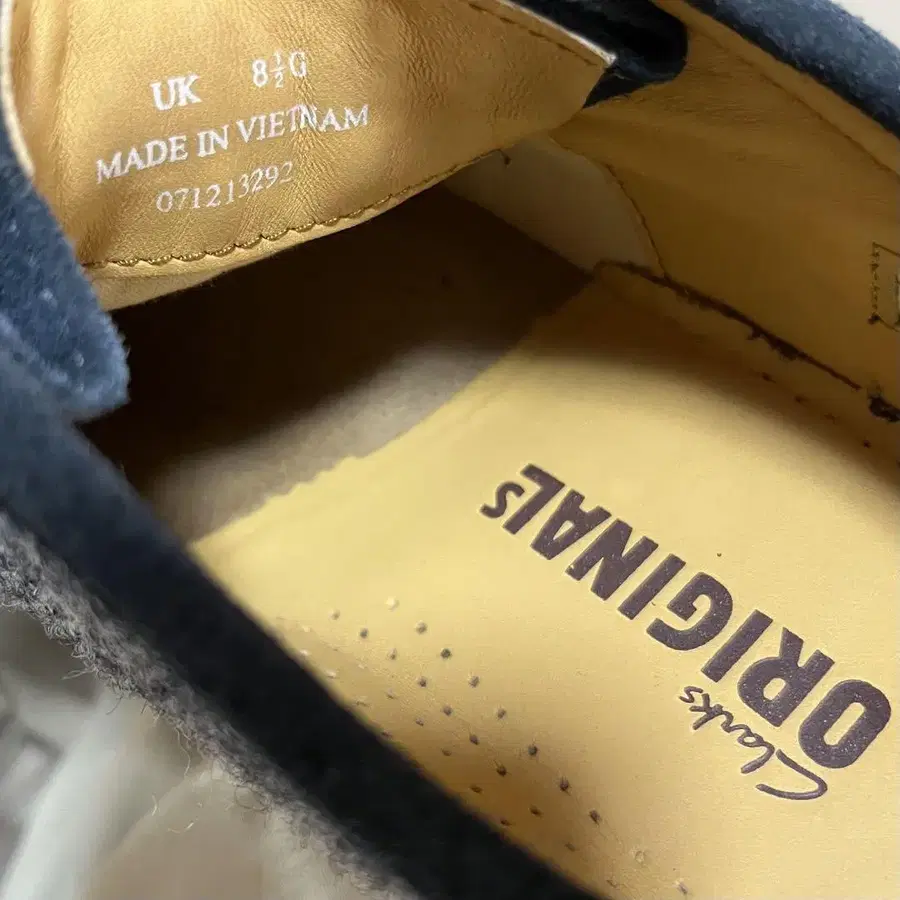 UK 8½G
MADE IN VIETNAM
071213292
Clarks
ORIGINALS